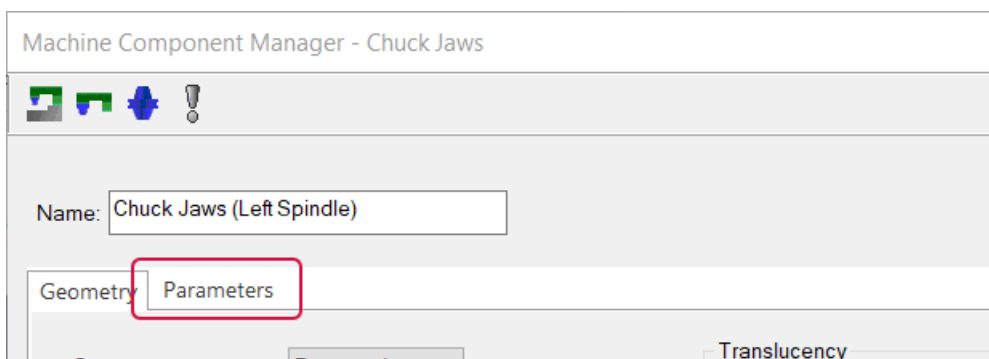 Machine Component Manager - Chuck Jaws
Name: Chuck Jaws (Left Spindle)
Geometry Parameters
Translucency